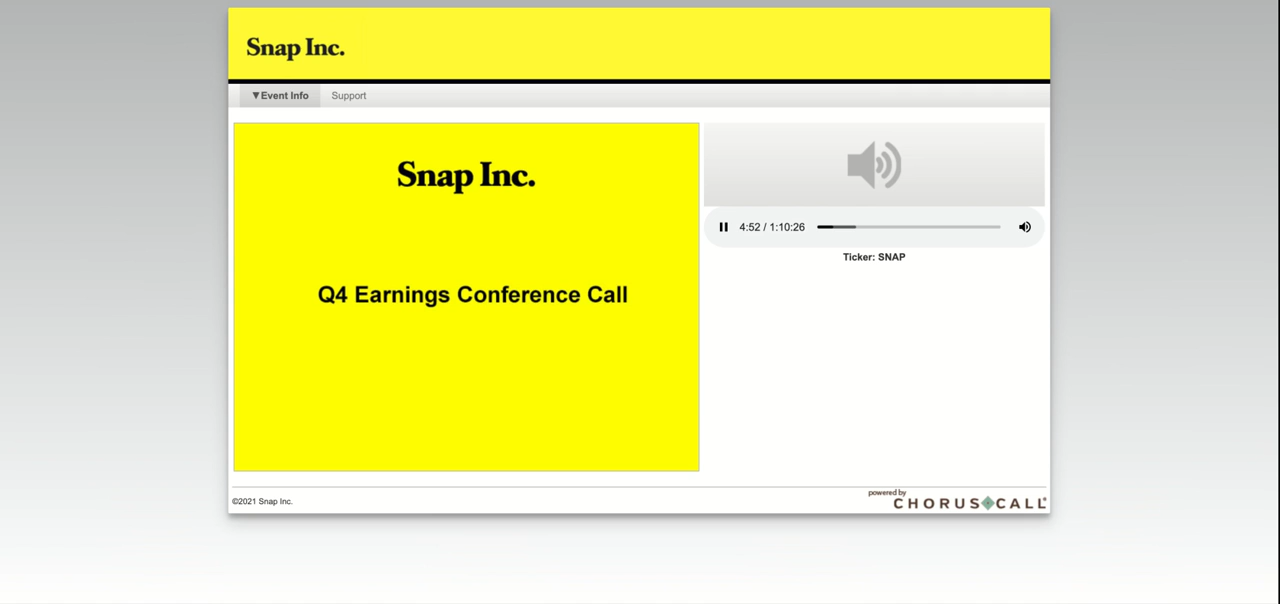 Snap Inc.
▼Event Info Support
Snap Inc.
Q4 Earnings Conference Call
4:52 / 1:10:26
Ticker: SNAP
©2021 Snap Inc.
powered by
CHORUS CALL®